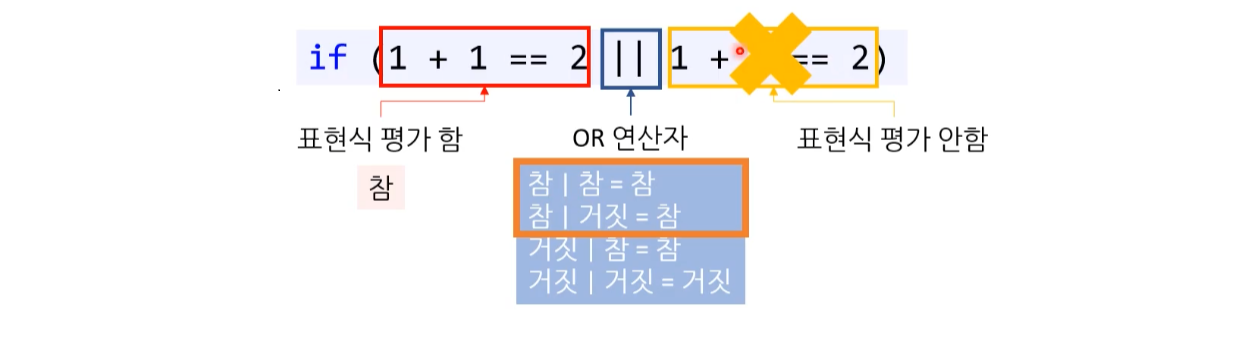 if (1 + 1 == 2 || 1 + == 2)
표현식 평가 함
OR 연산자
표현식 평가 안함
참
참 | 참 = 참
참 | 거짓 = 참
거짓 | 참 = 참
거짓 | 거짓 = 거짓